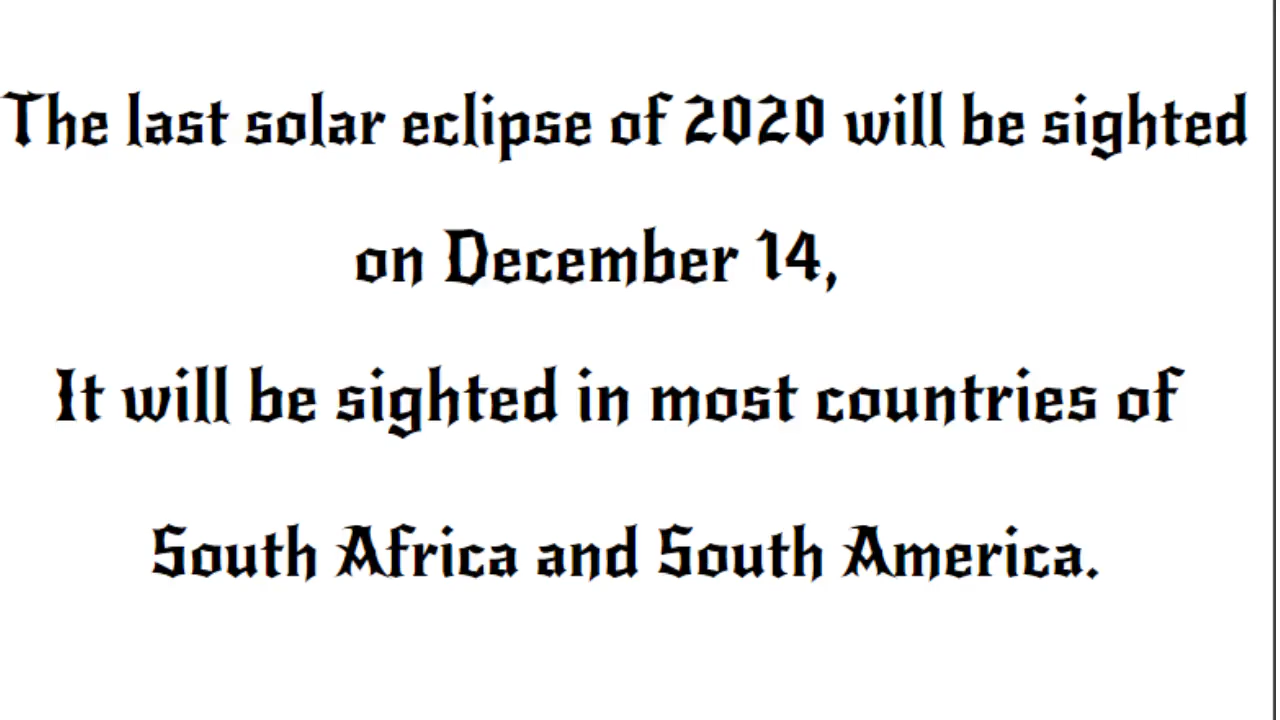 The last solar eclipse of 2020 will be sighted
on December 14,
It will be sighted in most countries of
South Africa and South America.